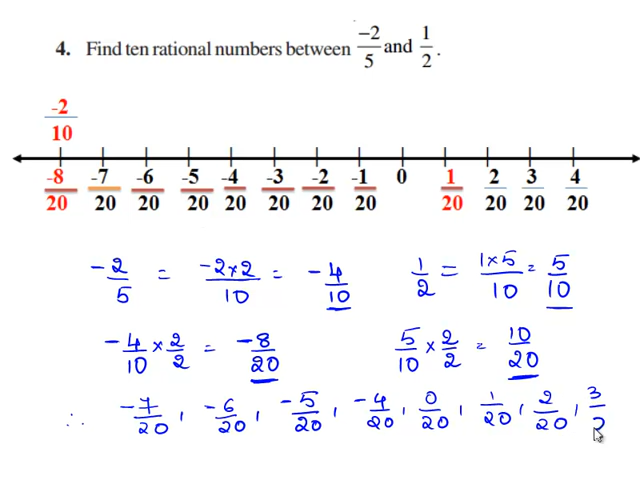 4. Find ten rational numbers between -2/5 and 1/2.
-2/10
-8/20 -7/20 -6/20 -5/20 -4/20 -3/20 -2/20 -1/20 0 1/20 2/20 3/20 4/20
-2/5 = -2×2/10 = -4/10 1/2 = 1×5/10 = 5/10
-4/10 × 2/2 = -8/20 5/10 × 2/2 = 10/20
∴ -7/20, -6/20, -5/20, -4/20, 0/20, 1/20, 2/20, 3/2